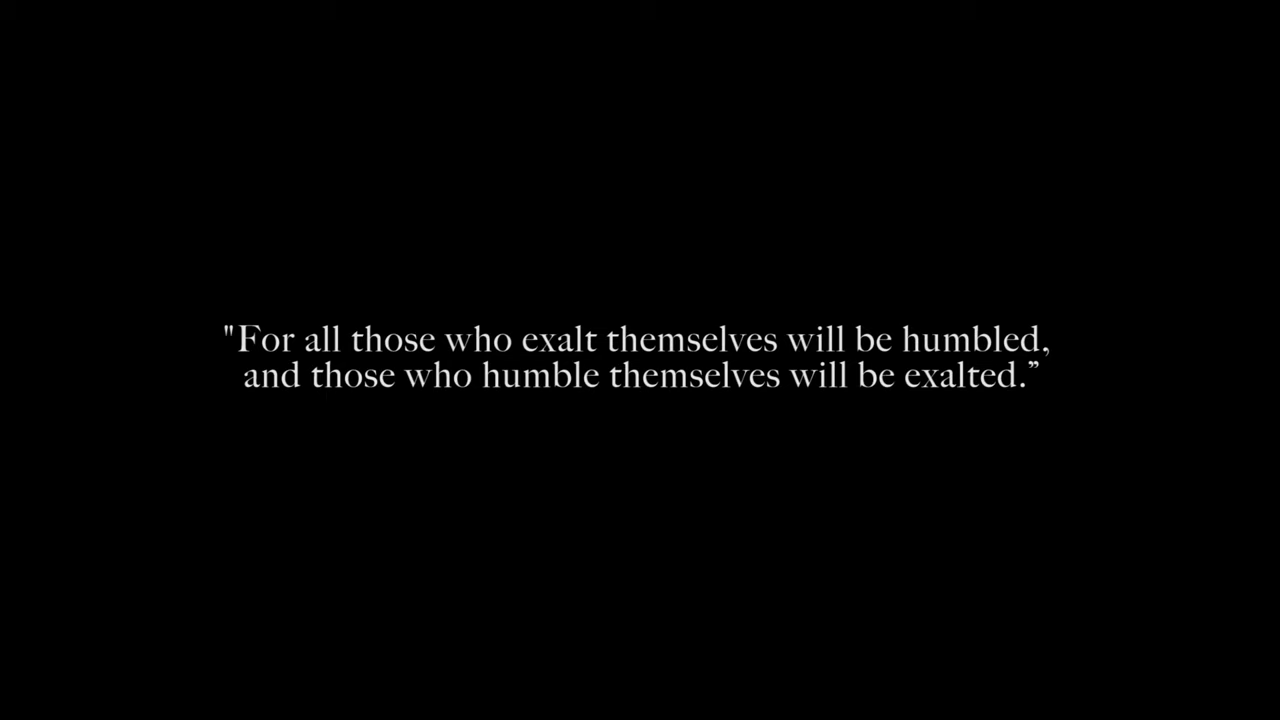 "For all those who exalt themselves will be humbled,
and those who humble themselves will be exalted.”